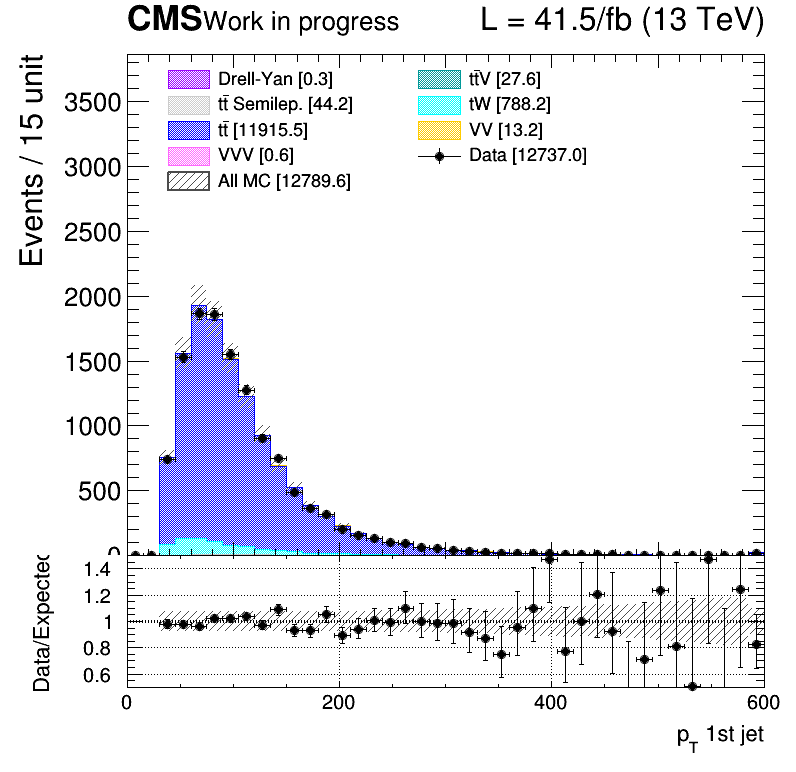 CMS Work in progress L = 41.5/fb (13 TeV)
Events / 15 unit
Drell-Yan [0.3]
tt̄ Semilep. [44.2]
tt̄ [11915.5]
VVV [0.6]
All MC [12789.6]
tt̄V [27.6]
tW [788.2]
VV [13.2]
Data [12737.0]
3500
3000
2500
2000
1500
1000
500
0
Data/Expected
1.4
1.2
1
0.8
0.6
0 200 400 600
p_T 1st jet